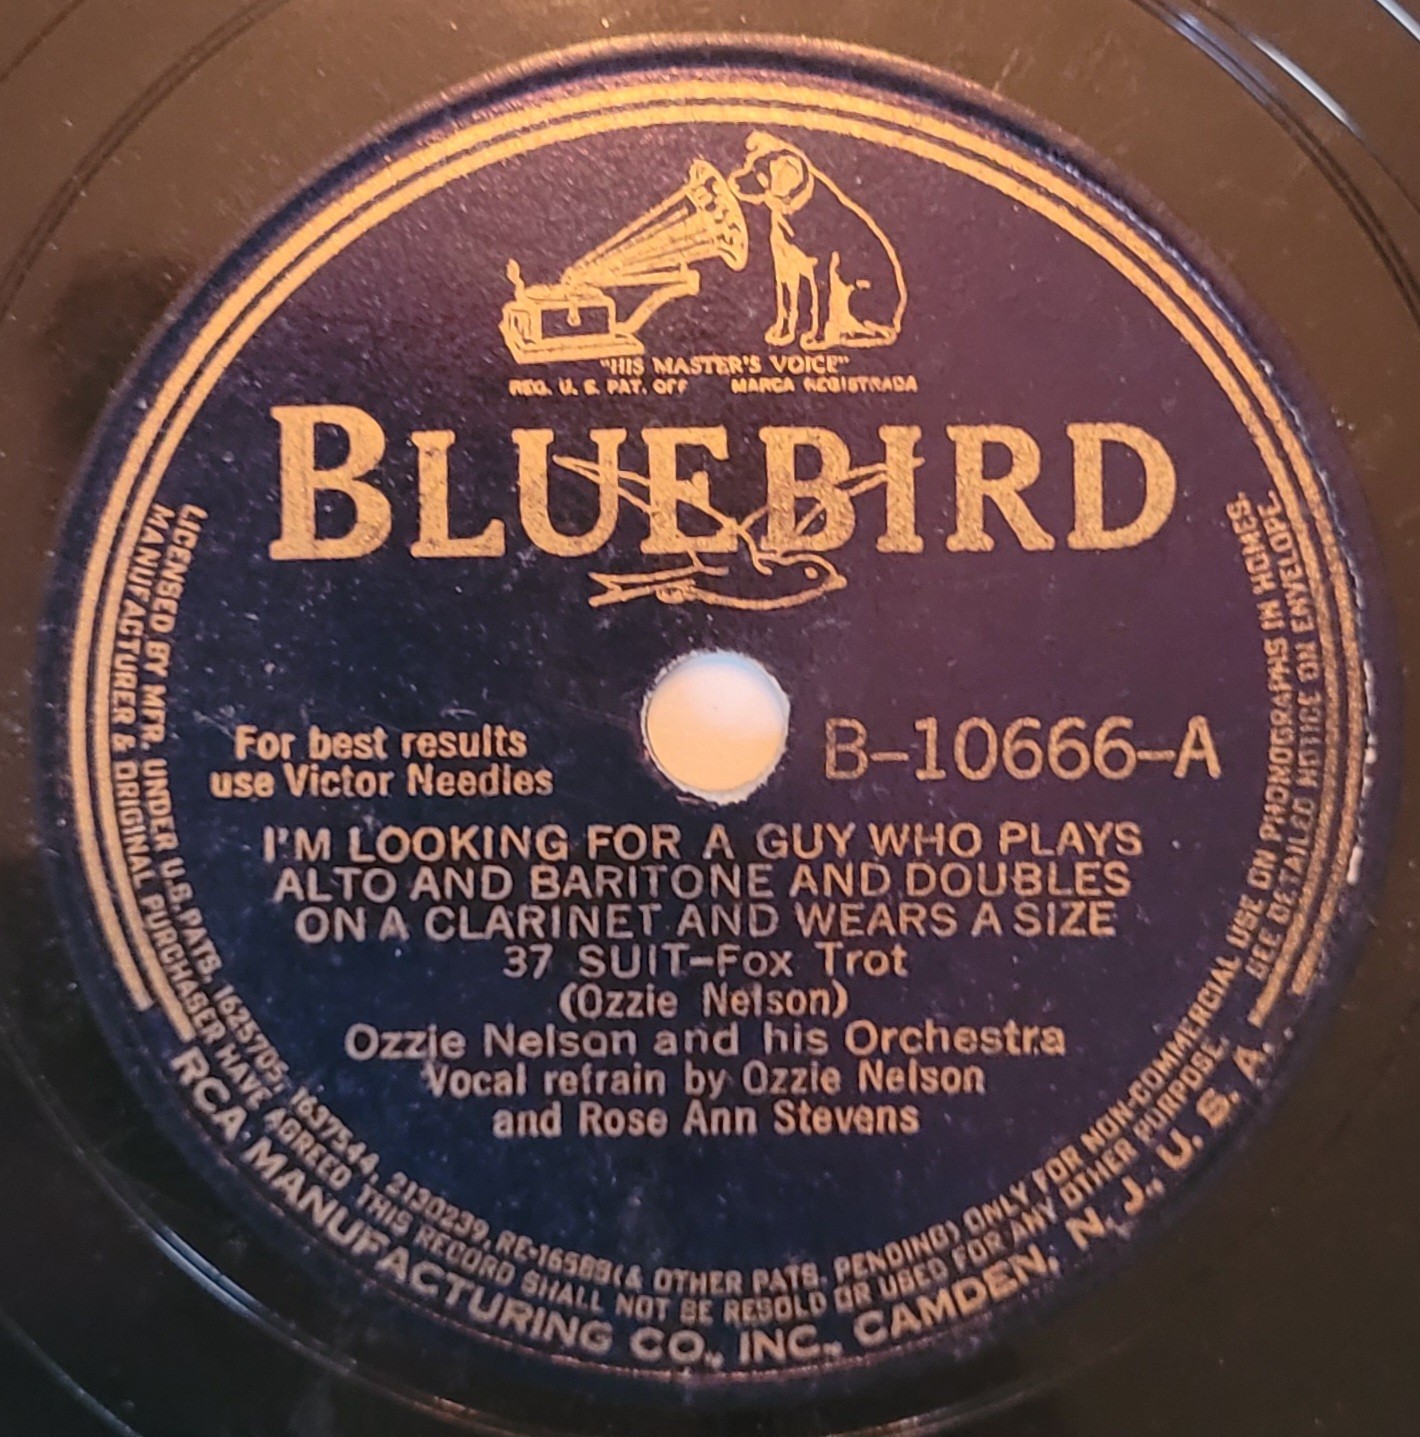 "HIS MASTER'S VOICE"
REG. U. S. PAT. OFF MARCA REGISTRADA
BLUEBIRD
For best results
use Victor Needles
B-10666-A
I'M LOOKING FOR A GUY WHO PLAYS
ALTO AND BARITONE AND DOUBLES
ON A CLARINET AND WEARS A SIZE
37 SUIT-Fox Trot
(Ozzie Nelson)
Ozzie Nelson and his Orchestra
Vocal refrain by Ozzie Nelson
and Rose Ann Stevens
LICENSED BY MFR. UNDER U.S. PATS. 1625705, 1637544, 2130239, RE-16588 (& OTHER PATS. PENDING) ONLY FOR NON-COMMERCIAL USE ON PHONOGRAPHS IN HOMES.
MANUFACTURER & ORIGINAL PURCHASER HAVE AGREED THIS RECORD SHALL NOT BE RESOLD OR USED FOR ANY OTHER PURPOSE. SEE DETAILED NOTICE ON ENVELOPE.
RCA MANUFACTURING CO., INC., CAMDEN, N. J., U. S. A.